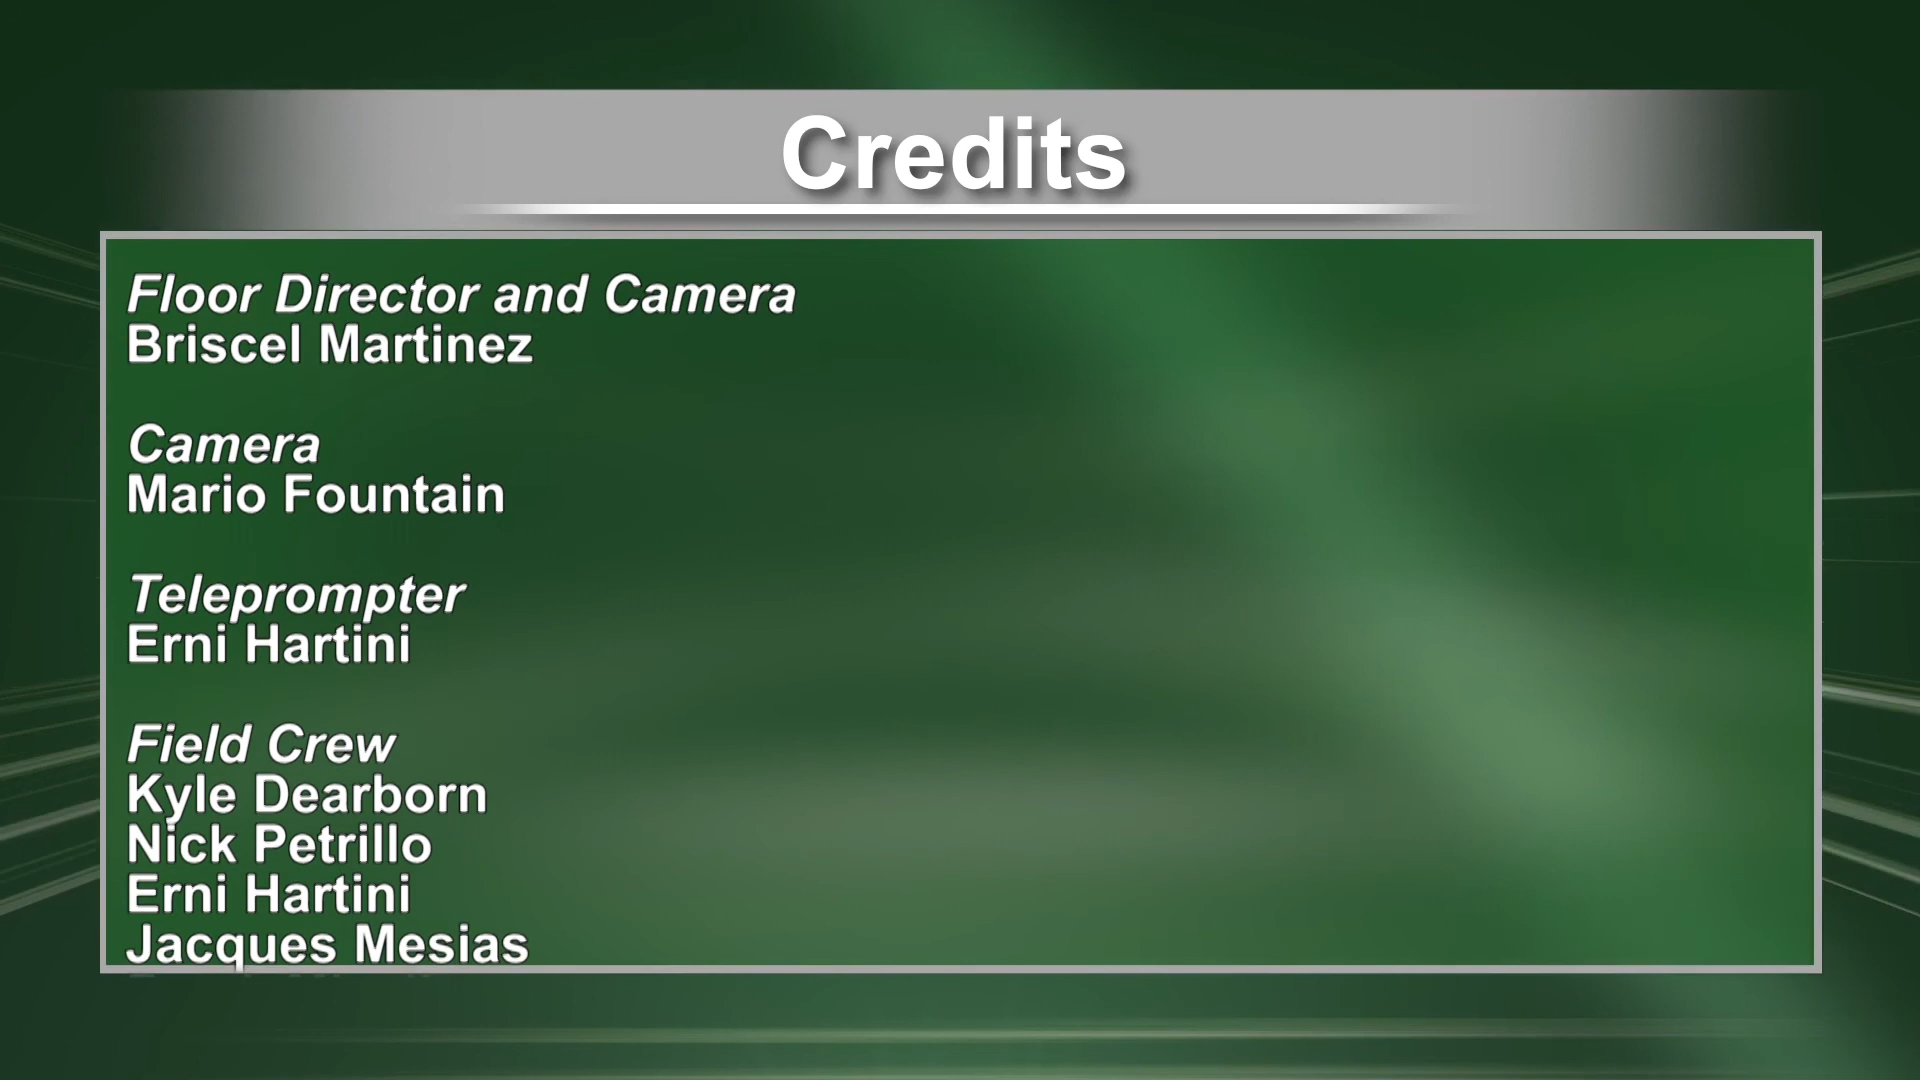 Credits
Floor Director and Camera
Briscel Martinez
Camera
Mario Fountain
Teleprompter
Erni Hartini
Field Crew
Kyle Dearborn
Nick Petrillo
Erni Hartini
Jacques Mesias